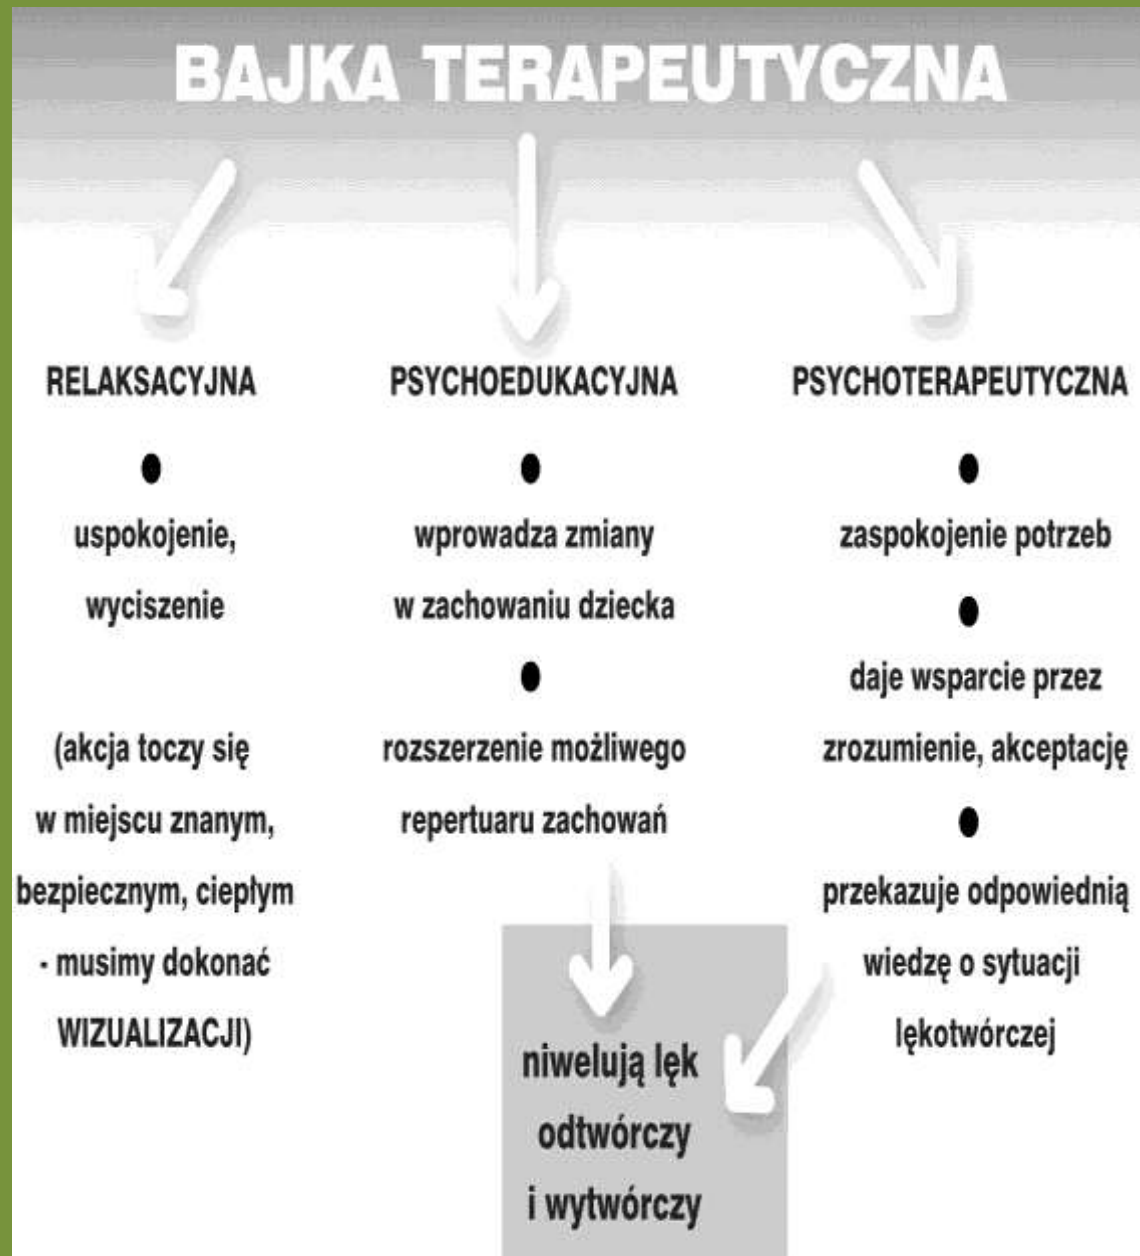 BAJKA TERAPEUTYCZNA
RELAKSACYJNA
uspokojenie,
wyciszenie
(akcja toczy się
w miejscu znanym,
bezpiecznym, ciepłym
- musimy dokonać
WIZUALIZACJI)
PSYCHOEDUKACYJNA
wprowadza zmiany
w zachowaniu dziecka
rozszerzenie możliwego
repertuaru zachowań
PSYCHOTERAPEUTYCZNA
zaspokojenie potrzeb
daje wsparcie przez
zrozumienie, akceptację
przekazuje odpowiednią
wiedzę o sytuacji
lękotwórczej
niwelują lęk
odtwórczy
i wytwórczy